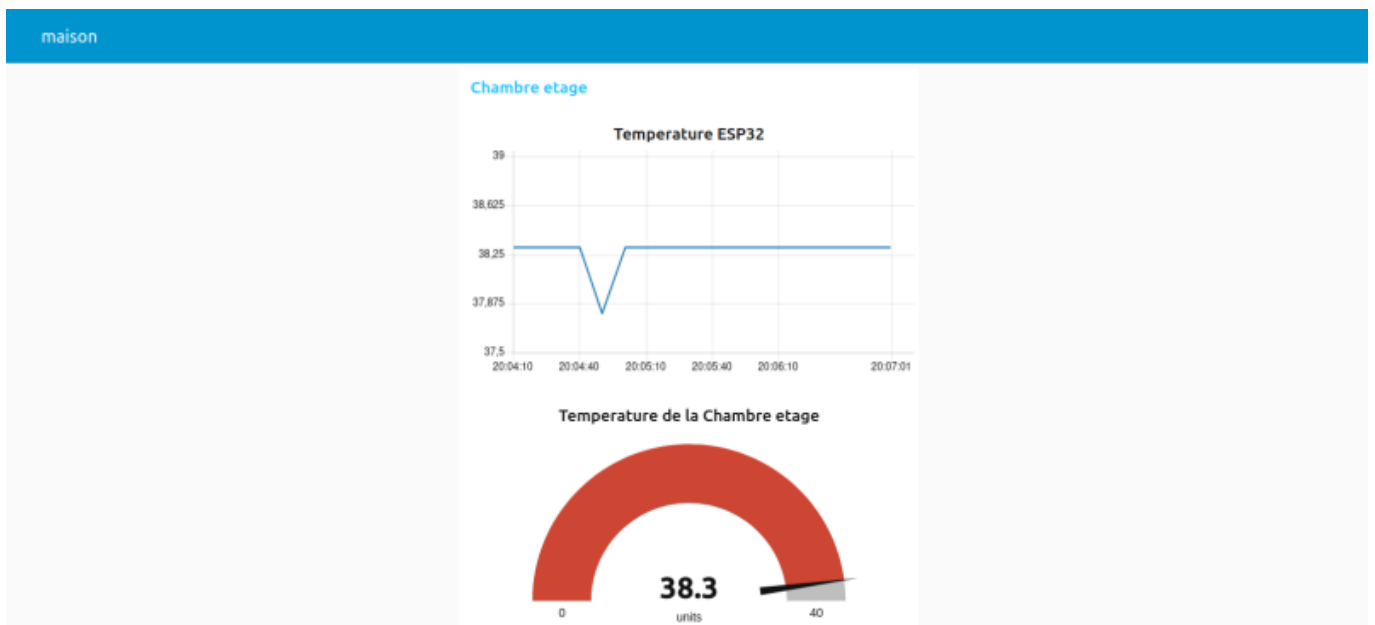 maison
Chambre etage
Temperature ESP32
39
38,625
38,25
37,875
37,5
20:04:10 20:04:40 20:05:10 20:05:40 20:06:10 20:07:01
Temperature de la Chambre etage
38.3
0 units 40